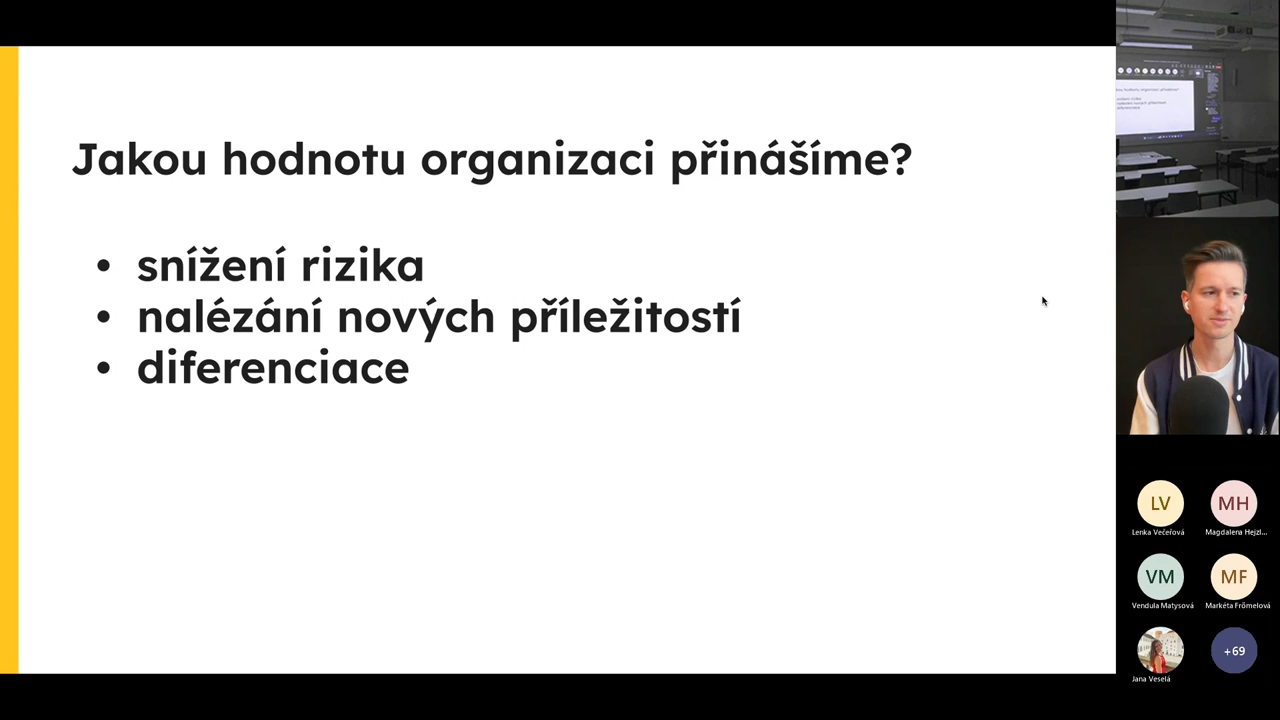 Jakou hodnotu organizaci přinášíme?
• snížení rizika
• nalézání nových příležitostí
• diferenciace
LV
MH
Lenka Večeřová
Magdalena Hejzl...
VM
MF
Vendula Matysová
Markéta Frömelová
+69
Jana Veselá